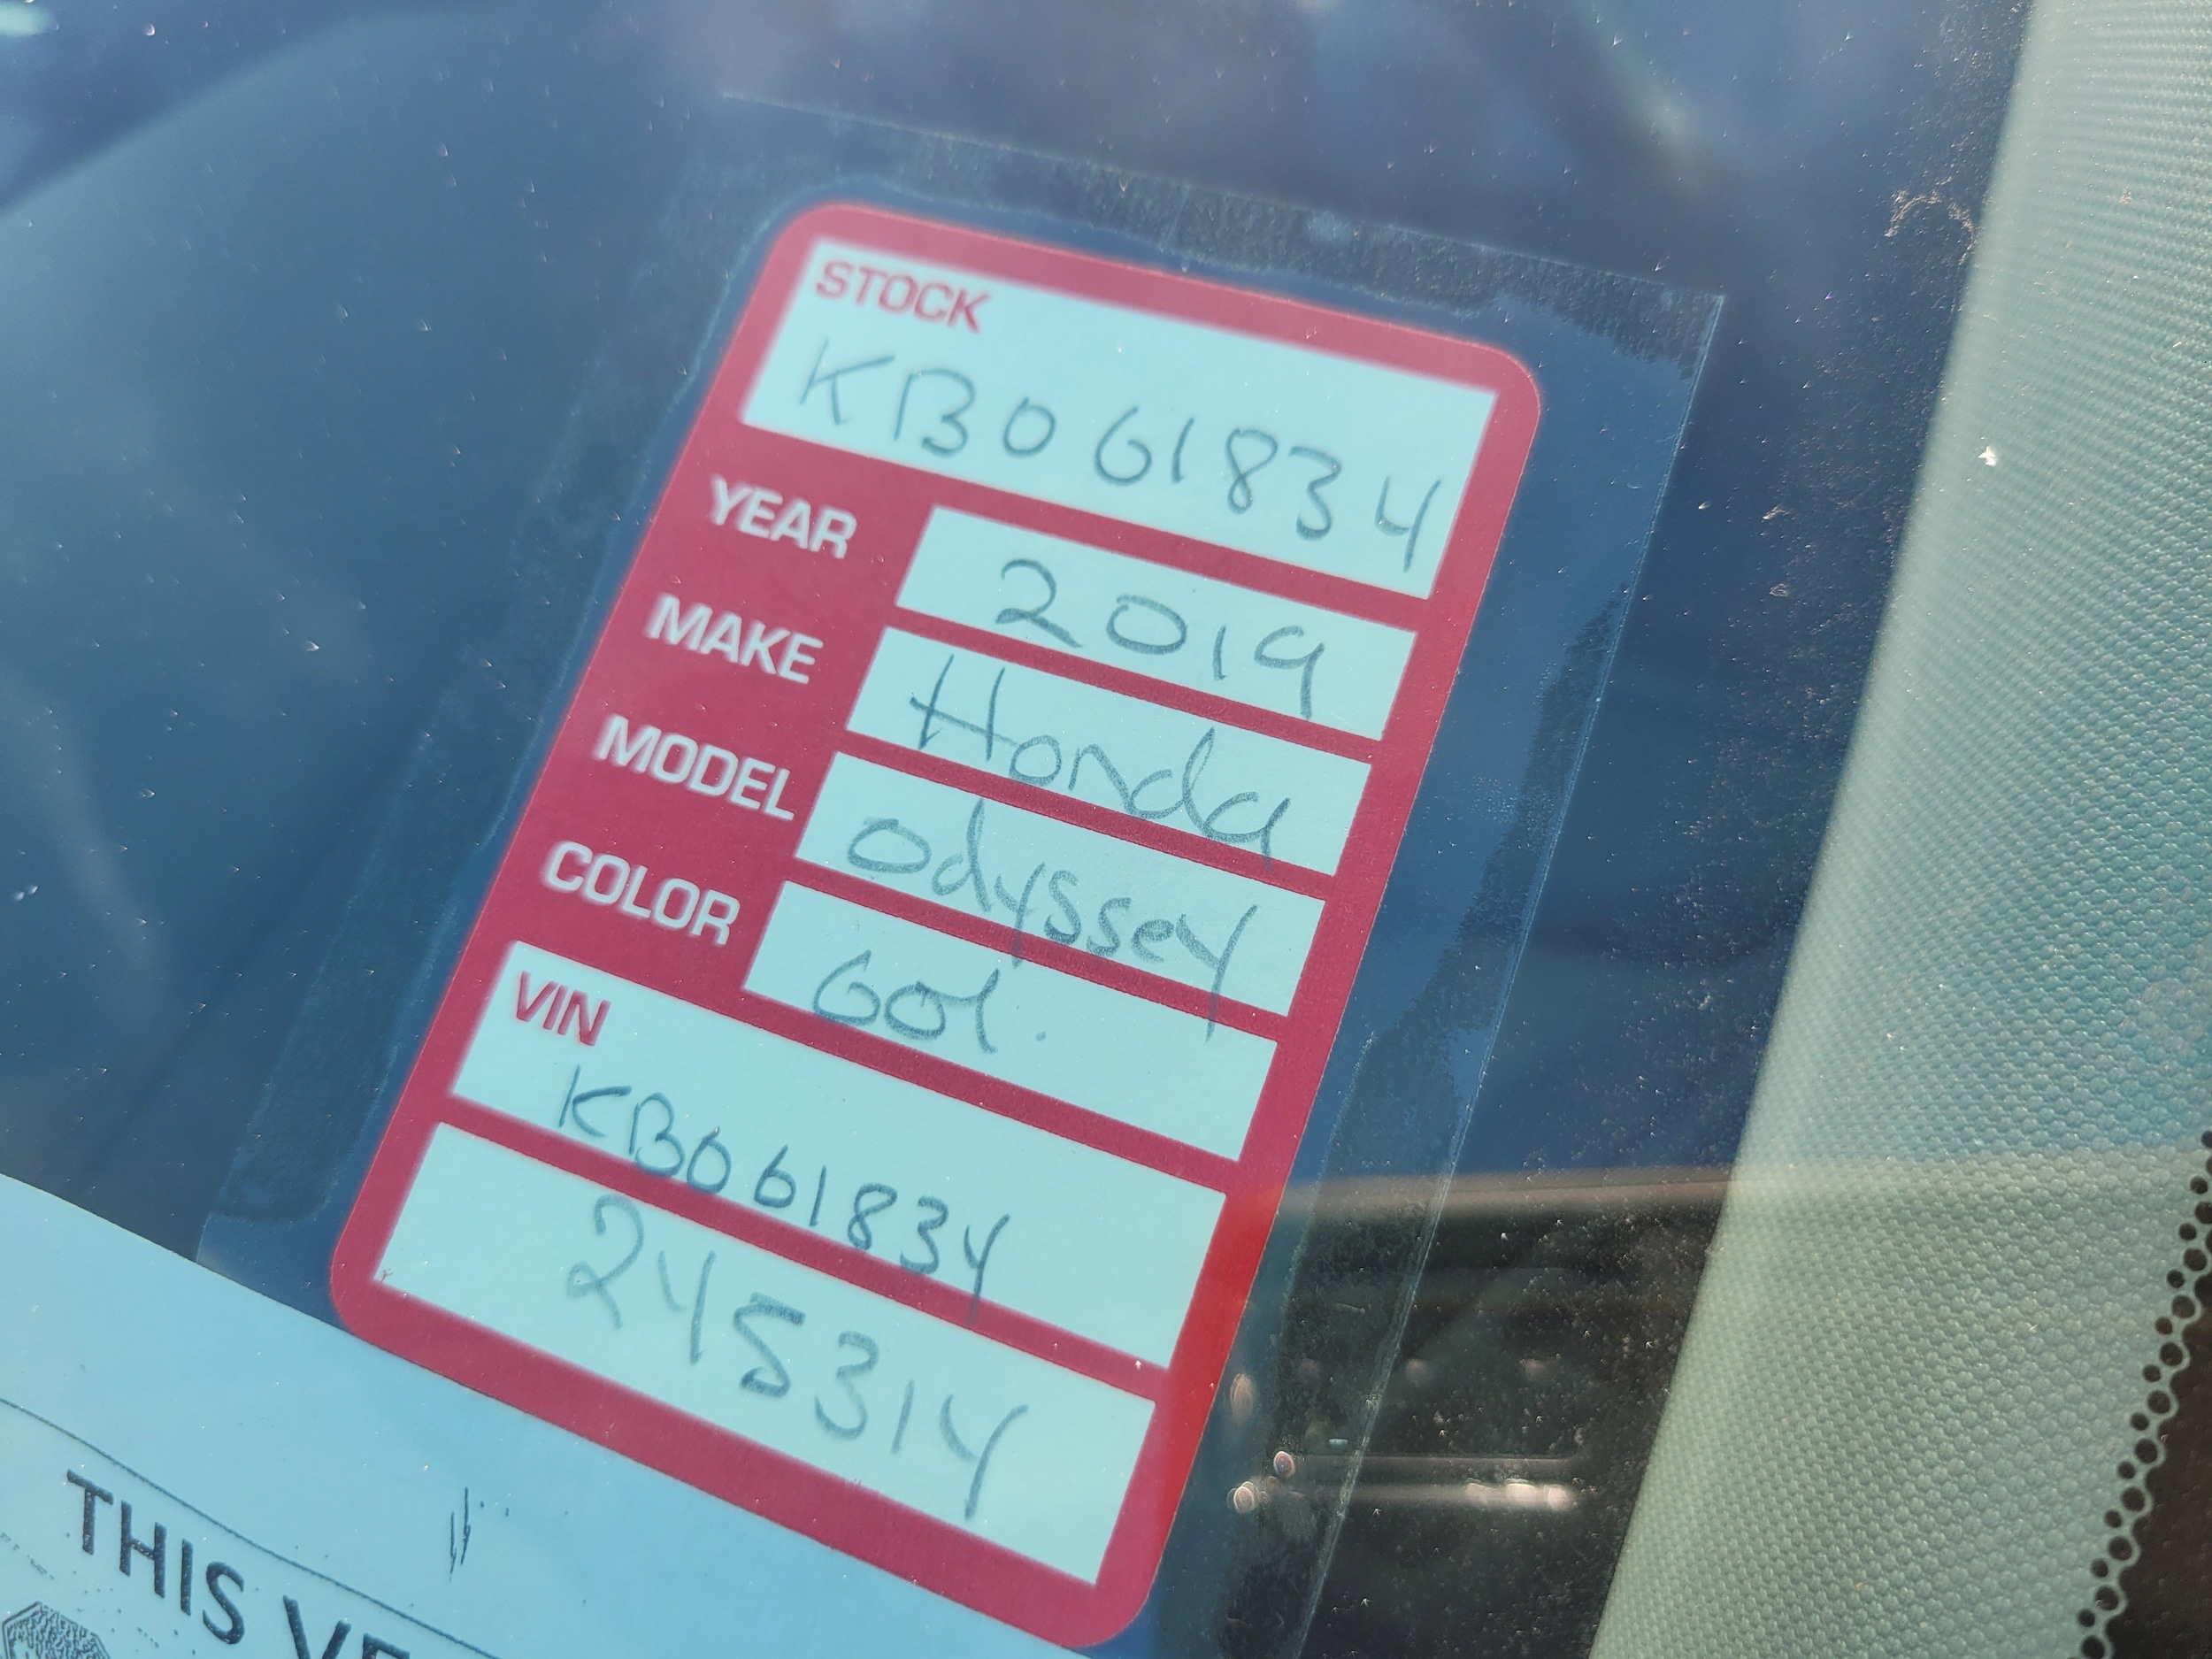 STOCK
KB061834
YEAR 2019
MAKE Honda
MODEL Odyssey
COLOR Gol.
VIN
KB061834
245314
THIS